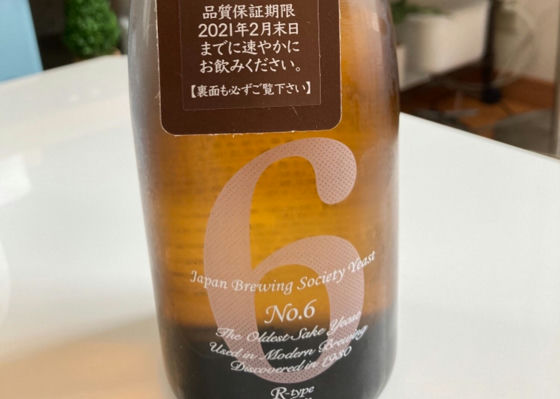 品質保証期限
2021年2月末日
までに速やかに
お飲みください。
【裏面も必ずご覧下さい】
6
Japan Brewing Society Yeast
No.6
The Oldest Sake Yeast
Used in Modern Brewing
Discovered in 1930
R-type